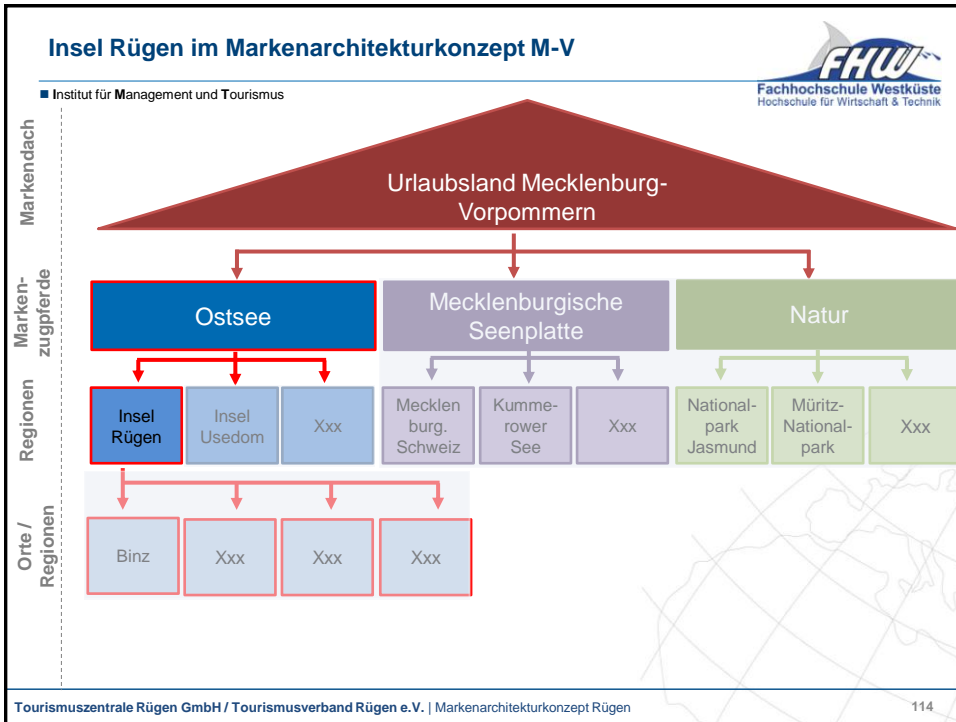 Insel Rügen im Markenarchitekturkonzept M-V
FHW
Fachhochschule Westküste
Hochschule für Wirtschaft & Technik
Institut für Management und Tourismus
Markendach
Urlaubsland Mecklenburg-
Vorpommern
Marken-
zugpferde
Ostsee
Mecklenburgische
Seenplatte
Natur
Regionen
Insel
Rügen
Insel
Usedom
Xxx
Mecklen
burg.
Schweiz
Kumme-
rower
See
Xxx
National-
park
Jasmund
Müritz-
National-
park
Xxx
Orte /
Regionen
Binz
Xxx
Xxx
Xxx
Tourismuszentrale Rügen GmbH / Tourismusverband Rügen e.V. | Markenarchitekturkonzept Rügen
114